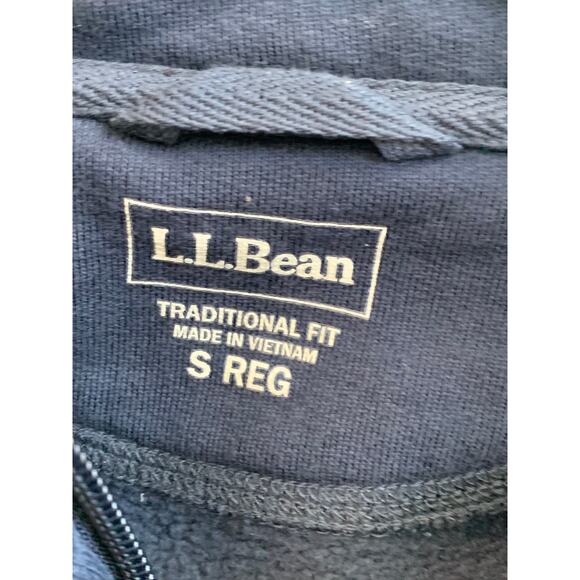 L.L.Bean
TRADITIONAL FIT
MADE IN VIETNAM
S REG